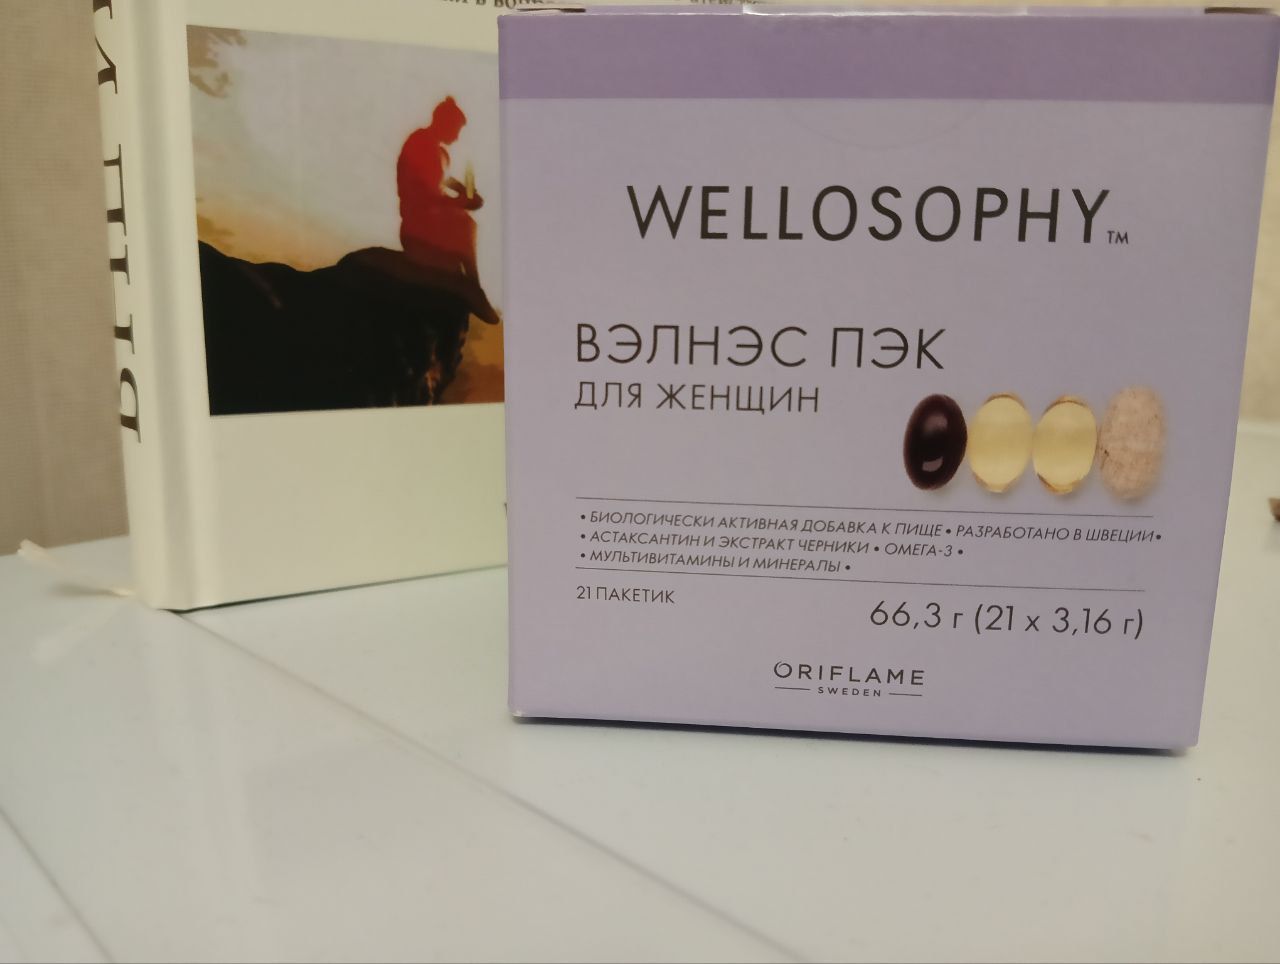 WELLOSOPHY™
ВЭЛНЭС ПЭК
ДЛЯ ЖЕНЩИН
• БИОЛОГИЧЕСКИ АКТИВНАЯ ДОБАВКА К ПИЩЕ • РАЗРАБОТАНО В ШВЕЦИИ •
• АСТАКСАНТИН И ЭКСТРАКТ ЧЕРНИКИ • ОМЕГА-3 •
• МУЛЬТИВИТАМИНЫ И МИНЕРАЛЫ •
21 ПАКЕТИК
66,3 г (21 x 3,16 г)
ORIFLAME
SWEDEN